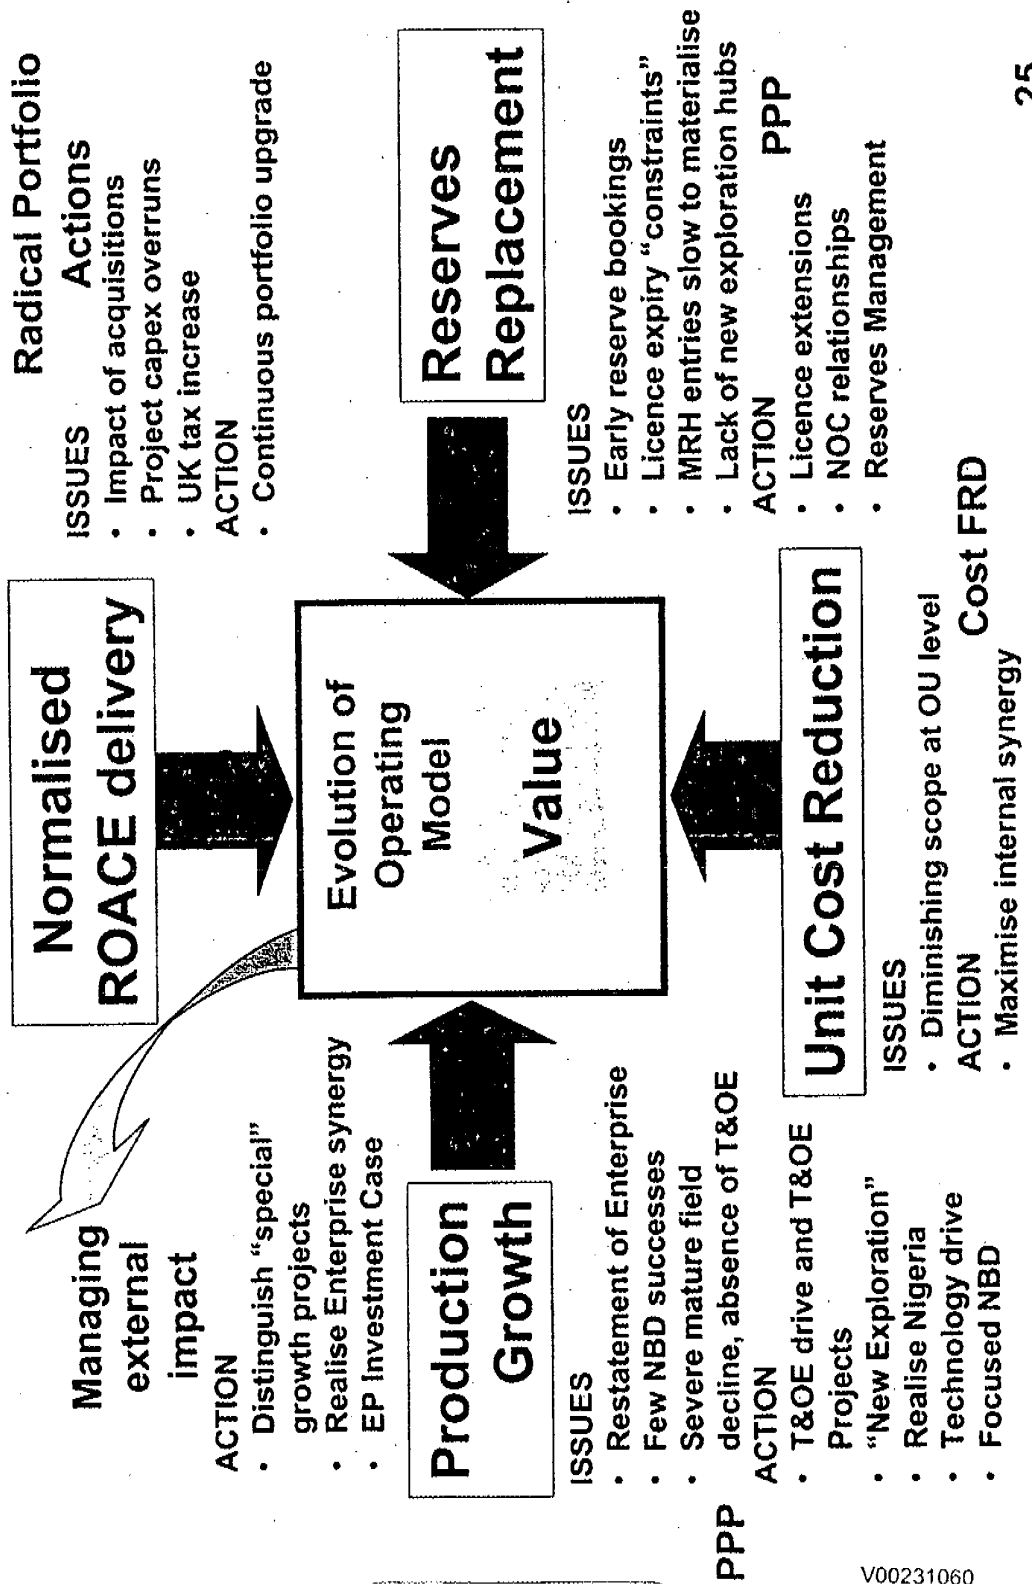 Managing
external
impact
ACTION
• Distinguish "special"
growth projects
• Realise Enterprise synergy
• EP Investment Case
Normalised
ROACE delivery
Radical Portfolio
Actions
ISSUES
• Impact of acquisitions
• Project capex overruns
• UK tax increase
ACTION
• Continuous portfolio upgrade
Production
Growth
Evolution of
Operating
Model
Value
Reserves
Replacement
PPP
ISSUES
• Restatement of Enterprise
• Few NBD successes
• Severe mature field
decline, absence of T&OE
ACTION
• T&OE drive and T&OE
Projects
• "New Exploration"
• Realise Nigeria
• Technology drive
• Focused NBD
Unit Cost Reduction
ISSUES
• Diminishing scope at OU level
ACTION
Cost FRD
• Maximise internal synergy
ISSUES
• Early reserve bookings
• Licence expiry "constraints"
• MRH entries slow to materialise
• Lack of new exploration hubs
ACTION
PPP
• Licence extensions
• NOC relationships
• Reserves Management
25
V00231060